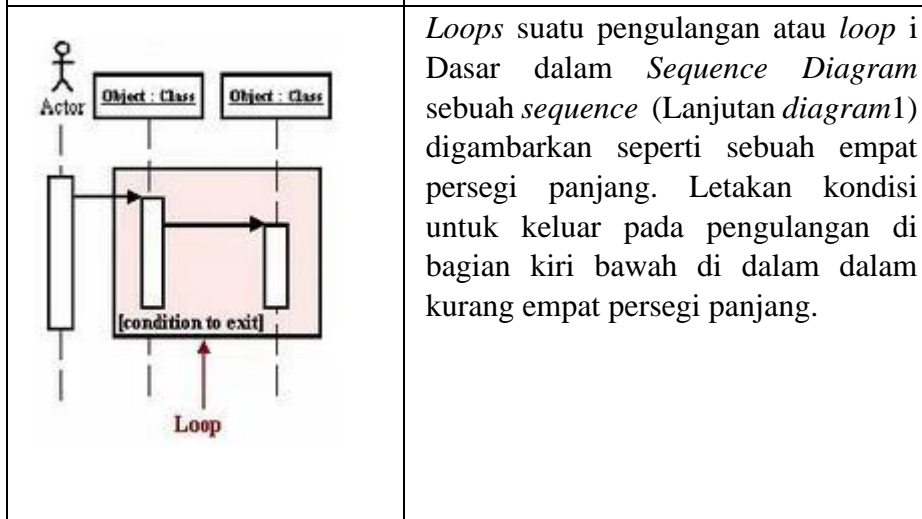 Actor
Object : Class
Object : Class
[condition to exit]
Loop
Loops suatu pengulangan atau loop i
Dasar dalam Sequence Diagram
sebuah sequence (Lanjutan diagram1)
digambarkan seperti sebuah empat
persegi panjang. Letakan kondisi
untuk keluar pada pengulangan di
bagian kiri bawah di dalam dalam
kurang empat persegi panjang.